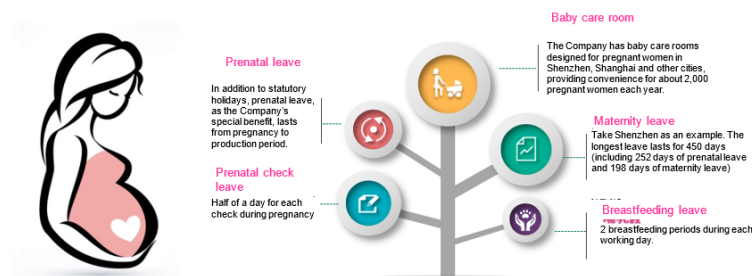 Baby care room
The Company has baby care rooms
designed for pregnant women in
Shenzhen, Shanghai and other cities,
providing convenience for about 2,000
pregnant women each year.
Prenatal leave
In addition to statutory
holidays, prenatal leave,
as the Company's
special benefit, lasts
from pregnancy to
production period.
Maternity leave
Take Shenzhen as an example. The
longest leave lasts for 450 days
(including 252 days of prenatal leave
and 198 days of maternity leave)
Prenatal check
leave
Half of a day for each
check during pregnancy
Breastfeeding leave
2 breastfeeding periods during each
working day.